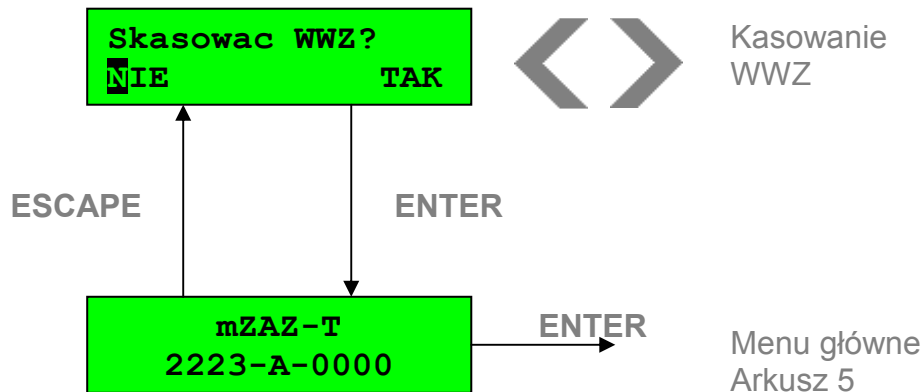 Skasowac WWZ?
NIE TAK
Kasowanie
WWZ
ESCAPE
ENTER
mZAZ-T
2223-A-0000
ENTER
Menu główne
Arkusz 5